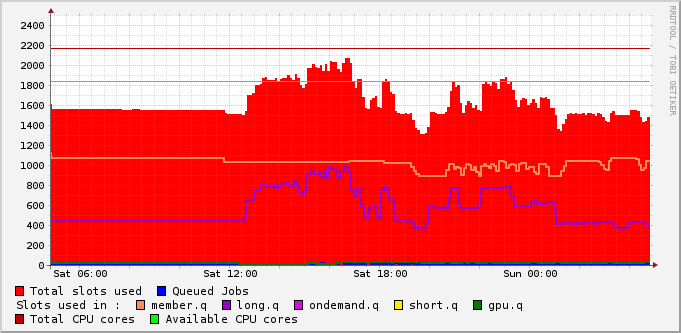 2400
2200
2000
1800
1600
1400
1200
1000
800
600
400
200
0
Sat 06:00 Sat 12:00 Sat 18:00 Sun 00:00
RRDTOOL / TOBI OETIKER
Total slots used Queued Jobs
Slots used in : member.q long.q ondemand.q short.q gpu.q
Total CPU cores Available CPU cores